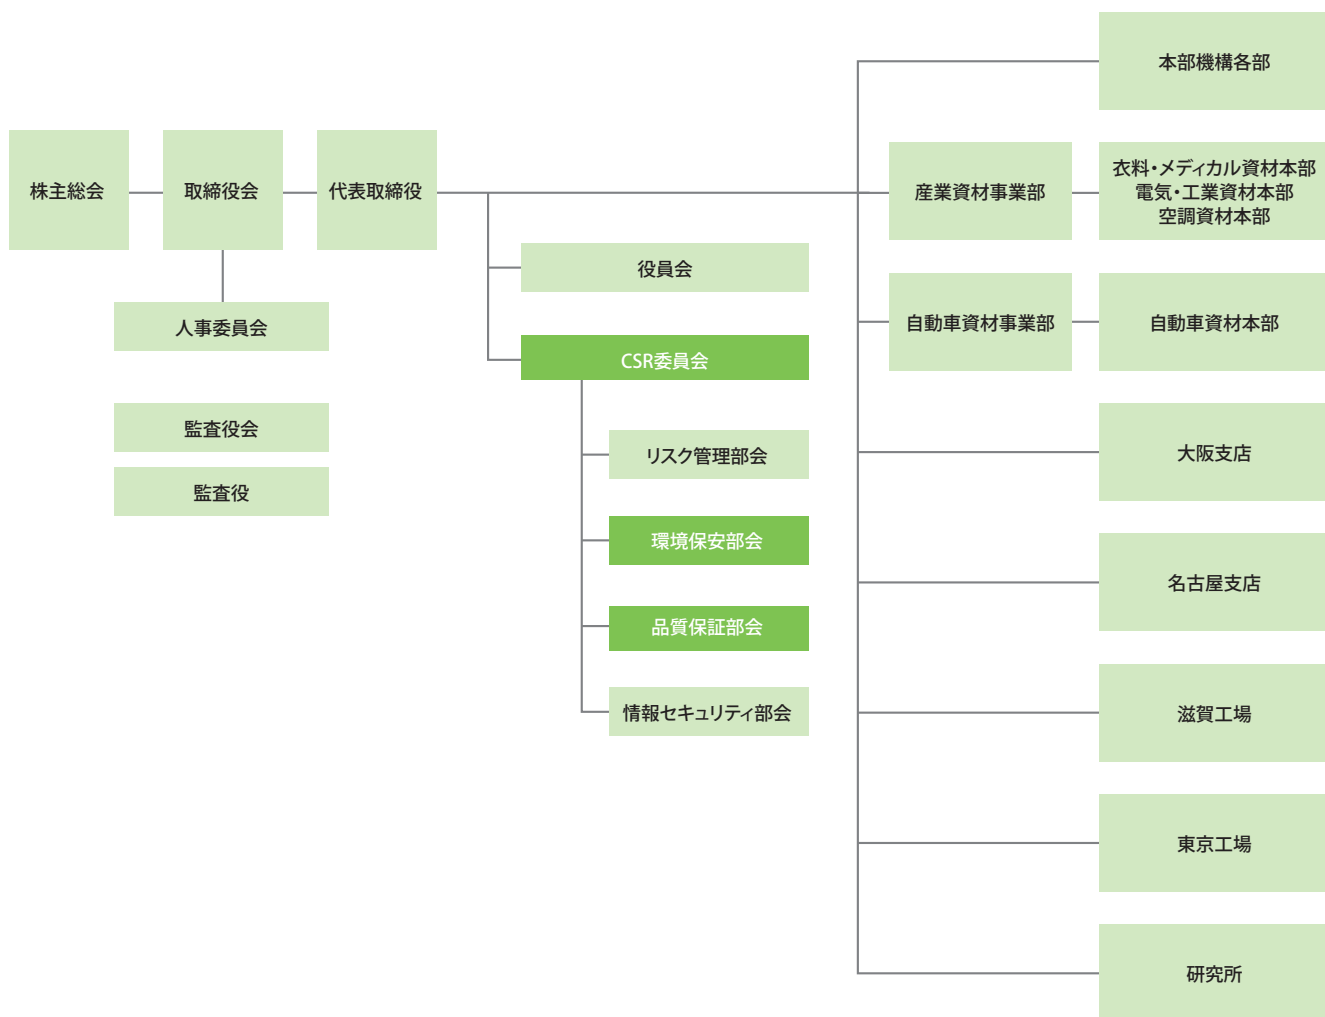 株主総会
取締役会
代表取締役
人事委員会
監査役会
監査役
役員会
CSR委員会
リスク管理部会
環境保安部会
品質保証部会
情報セキュリティ部会
本部機構各部
産業資材事業部
衣料・メディカル資材本部
電気・工業資材本部
空調資材本部
自動車資材事業部
自動車資材本部
大阪支店
名古屋支店
滋賀工場
東京工場
研究所